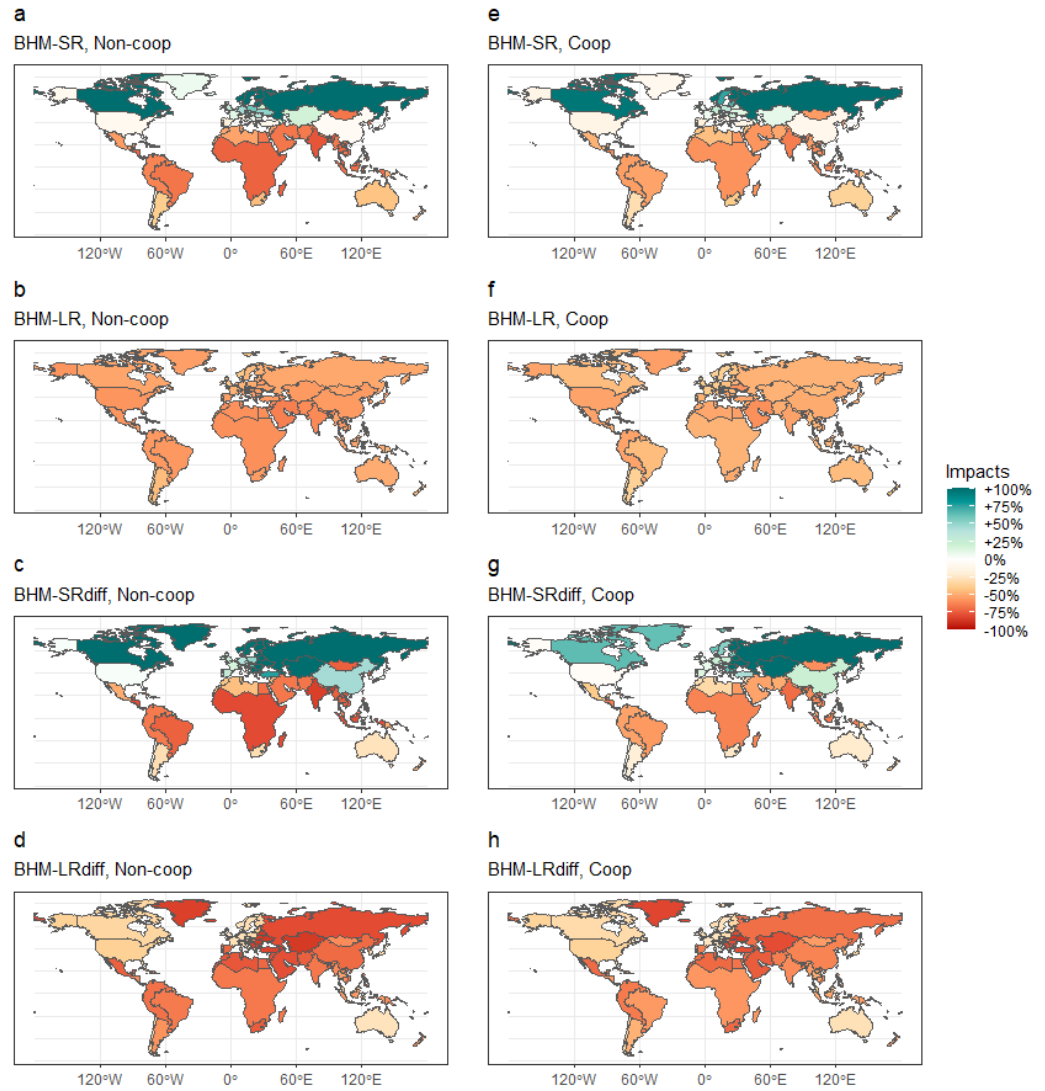 a
BHM-SR, Non-coop
120°W 60°W 0° 60°E 120°E
e
BHM-SR, Coop
120°W 60°W 0° 60°E 120°E
b
BHM-LR, Non-coop
120°W 60°W 0° 60°E 120°E
f
BHM-LR, Coop
120°W 60°W 0° 60°E 120°E
c
BHM-SRdiff, Non-coop
120°W 60°W 0° 60°E 120°E
g
BHM-SRdiff, Coop
120°W 60°W 0° 60°E 120°E
d
BHM-LRdiff, Non-coop
120°W 60°W 0° 60°E 120°E
h
BHM-LRdiff, Coop
120°W 60°W 0° 60°E 120°E
Impacts
+100%
+75%
+50%
+25%
0%
-25%
-50%
-75%
-100%